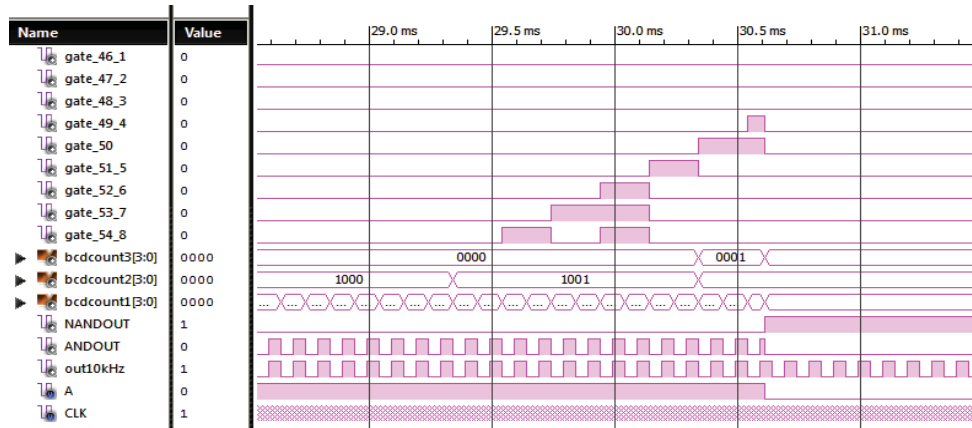 Name Value 29.0 ms 29.5 ms 30.0 ms 30.5 ms 31.0 ms
gate_46_1 0
gate_47_2 0
gate_48_3 0
gate_49_4 0
gate_50 0
gate_51_5 0
gate_52_6 0
gate_53_7 0
gate_54_8 0
bcdcount3[3:0] 0000 0000 0001
bcdcount2[3:0] 0000 1000 1001
bcdcount1[3:0] 0000 ... ... ... ... ... ... ... ... ... ... ... ... ... ... ... ... ... ... ... ... ...
NANDOUT 1
ANDOUT 0
out10kHz 1
A 0
CLK 1